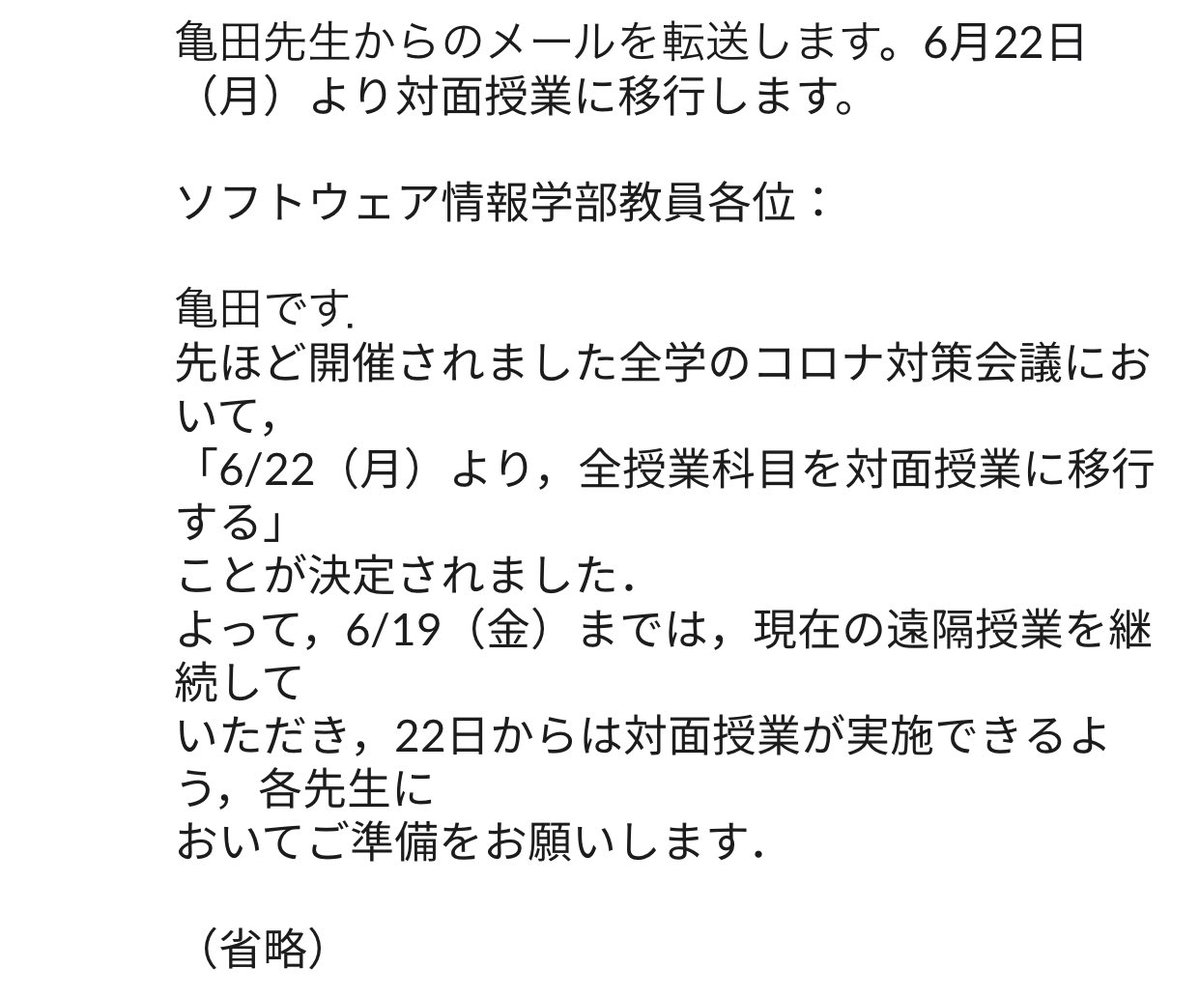 亀田先生からのメールを転送します。6月22日
（月）より対面授業に移行します。
ソフトウェア情報学部教員各位：
亀田です.
先ほど開催されました全学のコロナ対策会議にお
いて，
「6/22（月）より，全授業科目を対面授業に移行
する」
ことが決定されました．
よって，6/19（金）までは，現在の遠隔授業を継
続して
いただき，22日からは対面授業が実施できるよ
う，各先生に
おいてご準備をお願いします．
（省略）